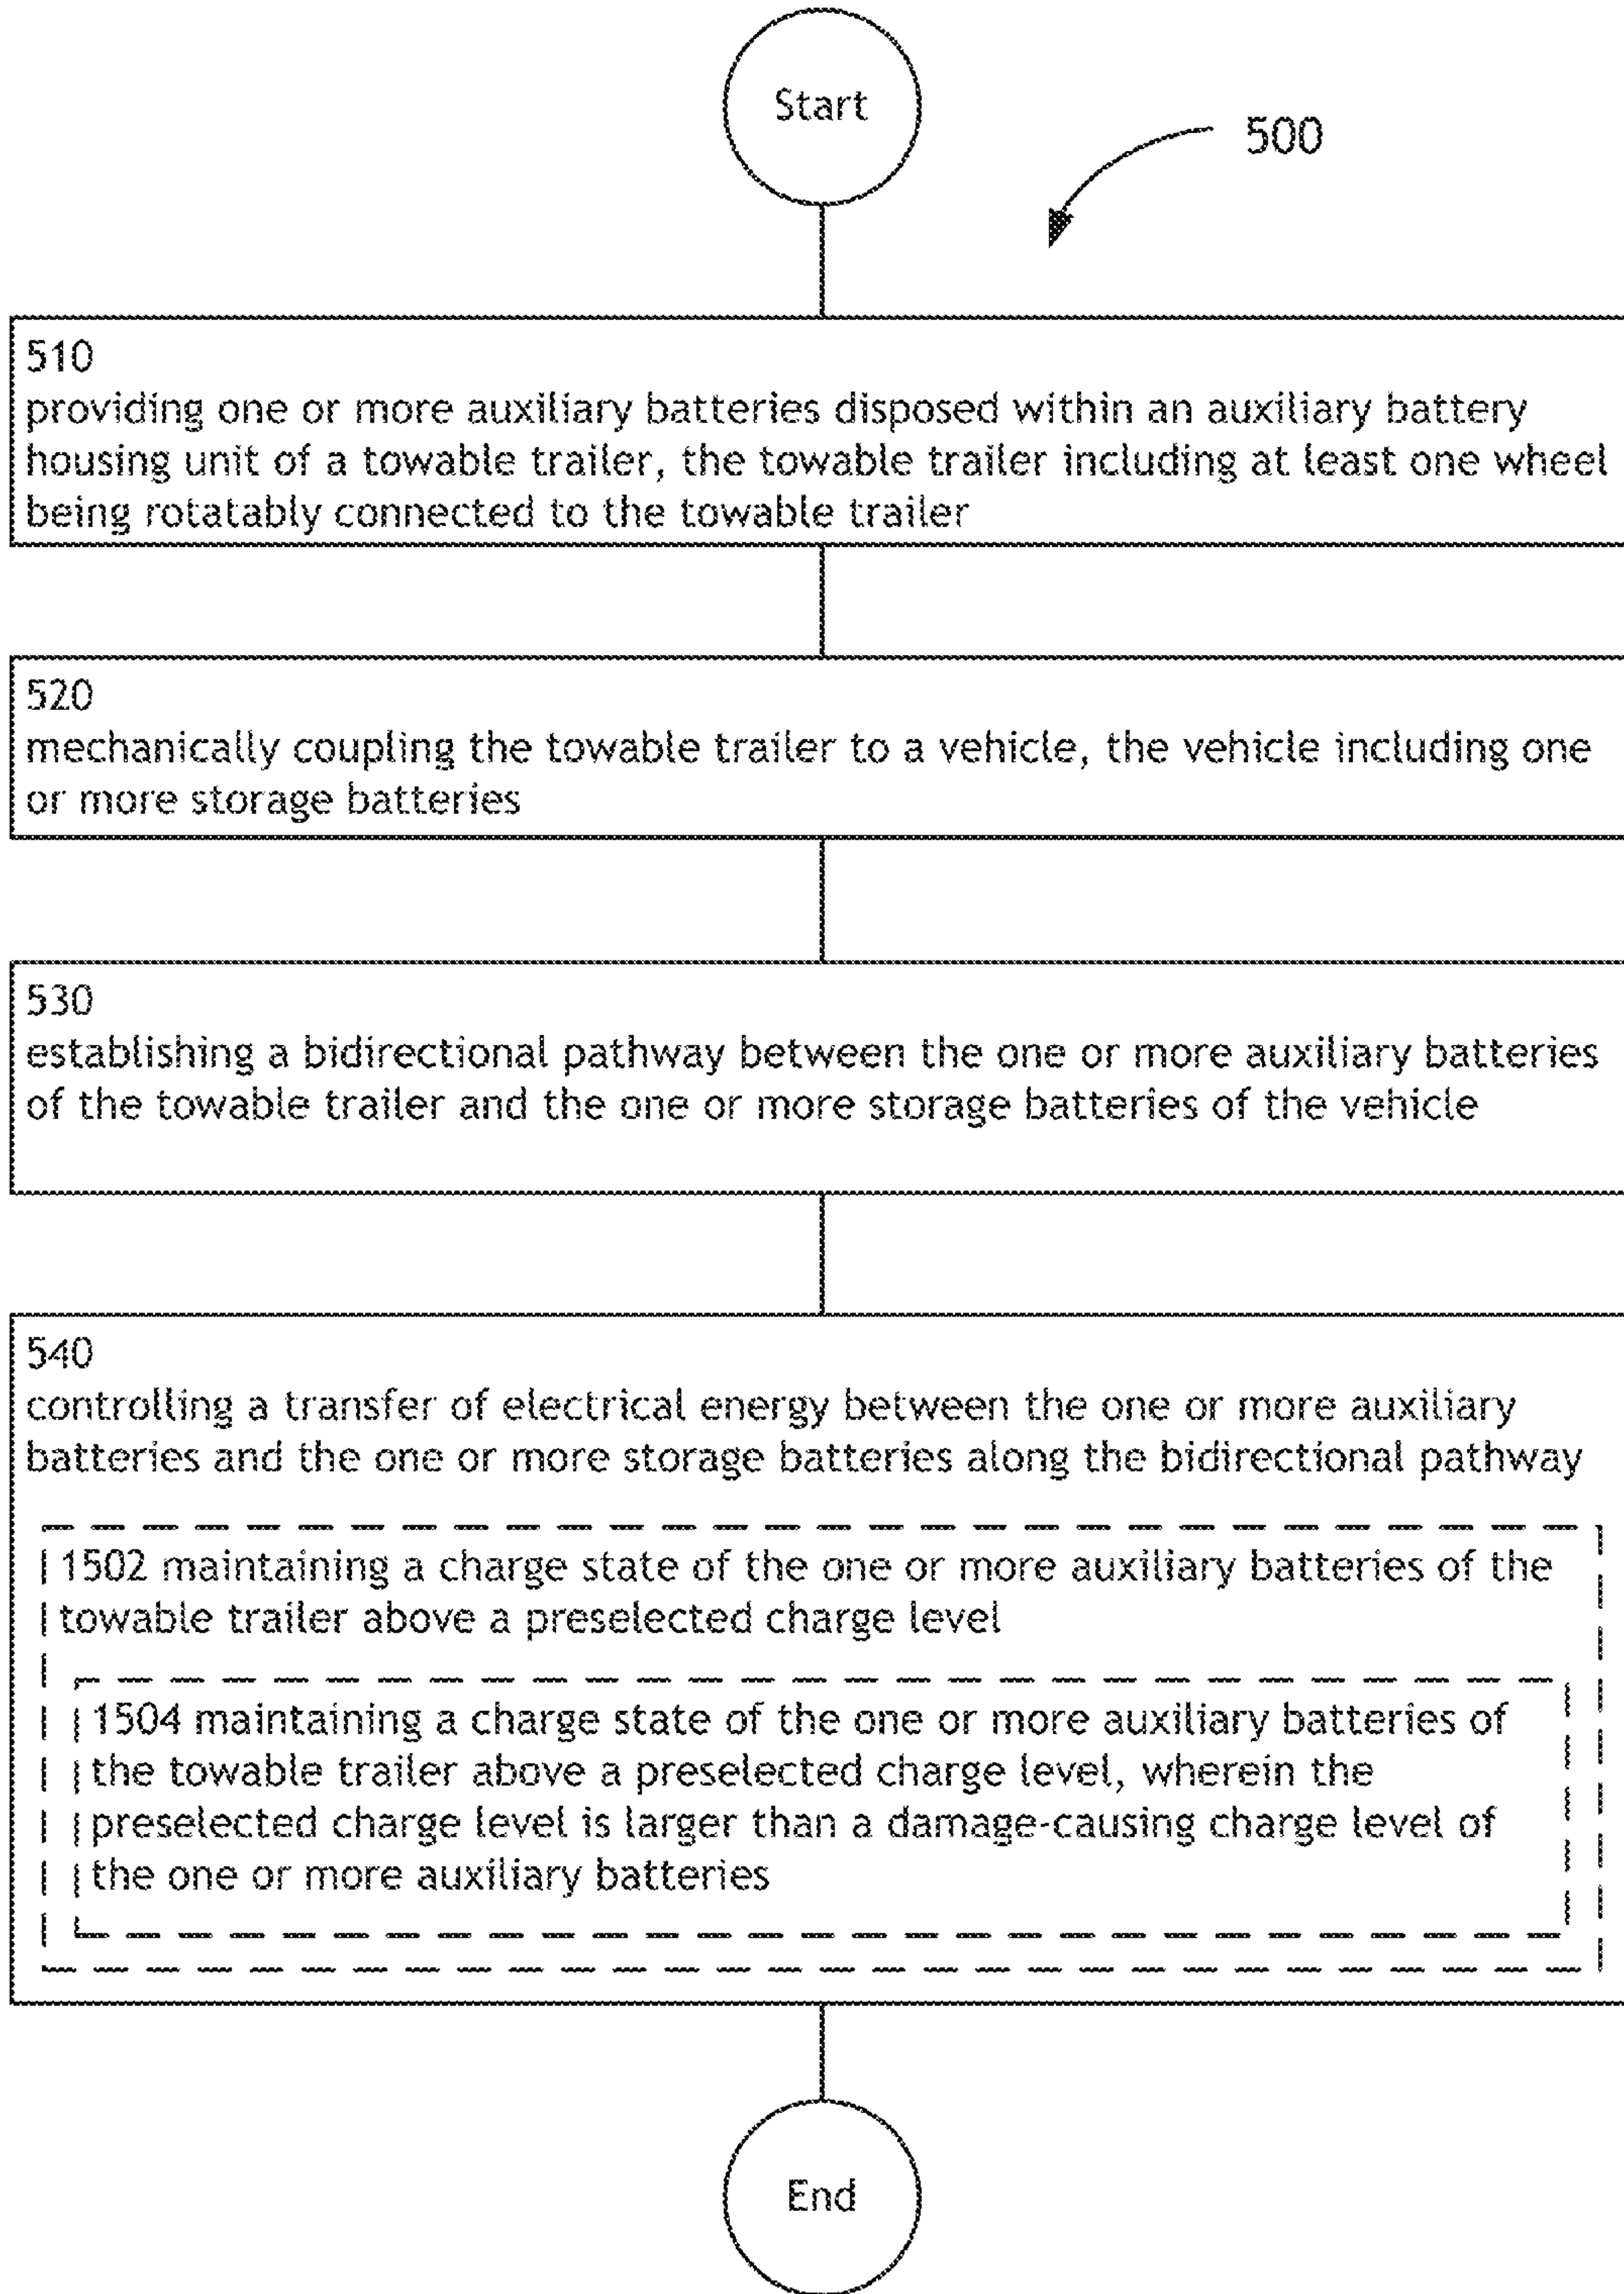 Start
500
510
providing one or more auxiliary batteries disposed within an auxiliary battery
housing unit of a towable trailer, the towable trailer including at least one wheel
being rotatably connected to the towable trailer
520
mechanically coupling the towable trailer to a vehicle, the vehicle including one
or more storage batteries
530
establishing a bidirectional pathway between the one or more auxiliary batteries
of the towable trailer and the one or more storage batteries of the vehicle
540
controlling a transfer of electrical energy between the one or more auxiliary
batteries and the one or more storage batteries along the bidirectional pathway
1502 maintaining a charge state of the one or more auxiliary batteries of the
towable trailer above a preselected charge level
1504 maintaining a charge state of the one or more auxiliary batteries of
the towable trailer above a preselected charge level, wherein the
preselected charge level is larger than a damage-causing charge level of
the one or more auxiliary batteries
End